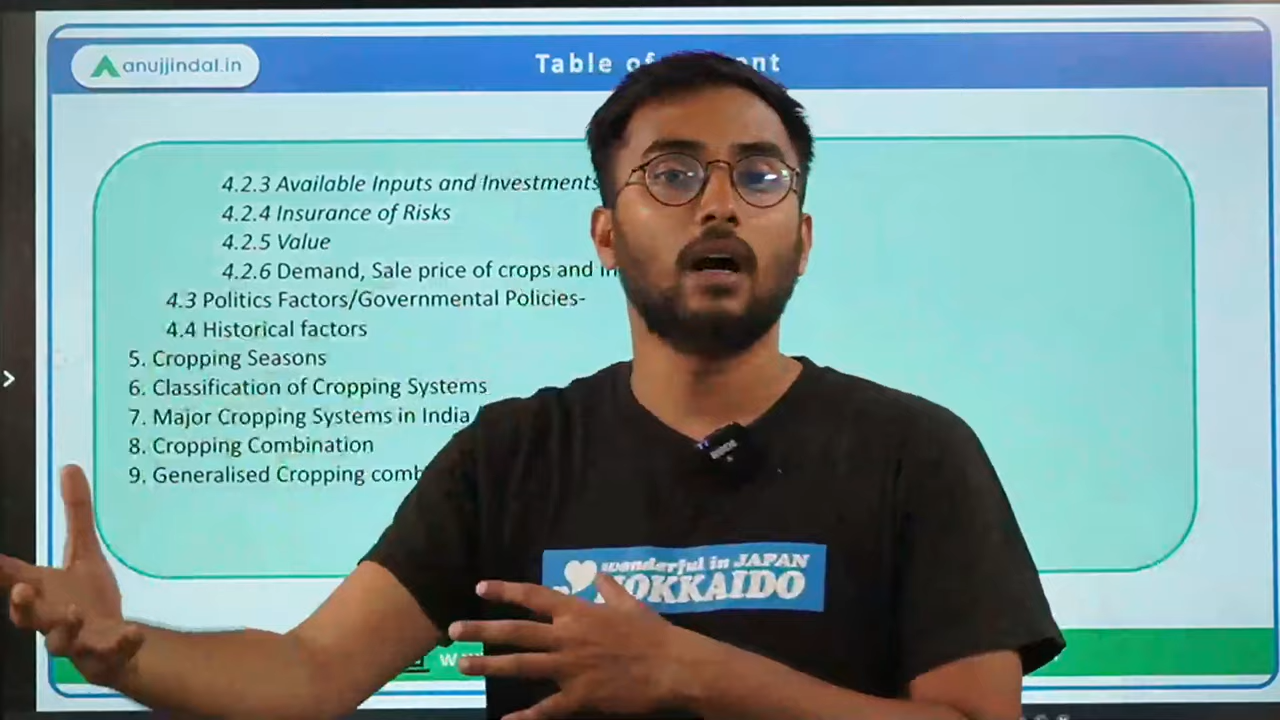 anujjindal.in
Table of
4.2.3 Available Inputs and Investments
4.2.4 Insurance of Risks
4.2.5 Value
4.2.6 Demand, Sale price of crops and
4.3 Politics Factors/Governmental Policies-
4.4 Historical factors
5. Cropping Seasons
6. Classification of Cropping Systems
7. Major Cropping Systems in India
8. Cropping Combination
9. Generalised Cropping
wonderful in JAPAN
HOKKAIDO